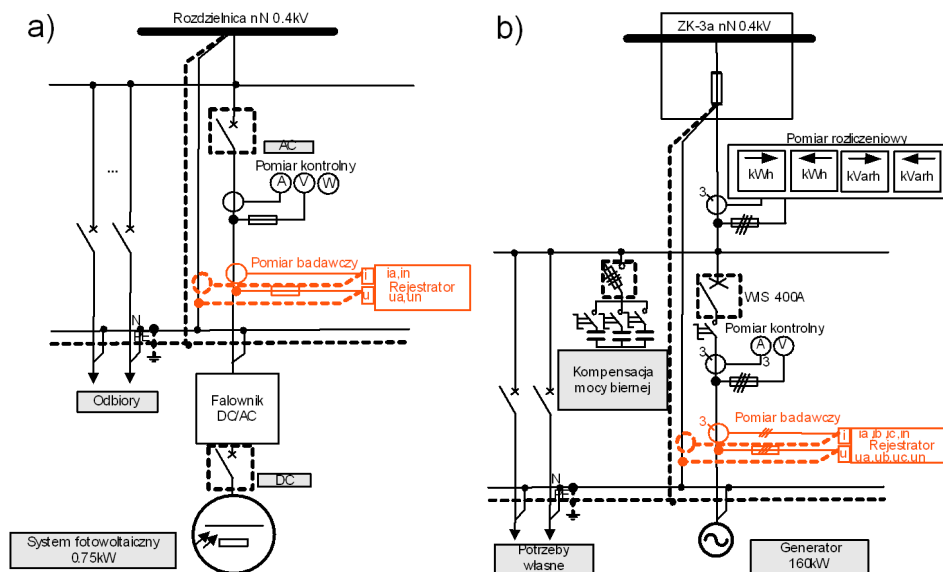 a)
Rozdzielnica nN 0.4kV
AC
...
Pomiar kontrolny
A V W
Pomiar badawczy
i
ia,in
Rejestrator
u
ua,un
N
PE
Odbiory
Falownik
DC/AC
DC
System fotowoltaiczny
0.75kW
b)
ZK-3a nN 0.4kV
Pomiar rozliczeniowy
kWh kWh kVarh kVarh
3
WIS 400A
Pomiar kontrolny
A V
3
3
Kompensacja
mocy biernej
Pomiar badawczy
3
i
ia,ib,ic,in
Rejestrator
u
ua,ub,uc,un
N
PE
Potrzeby
własne
Generator
160kW